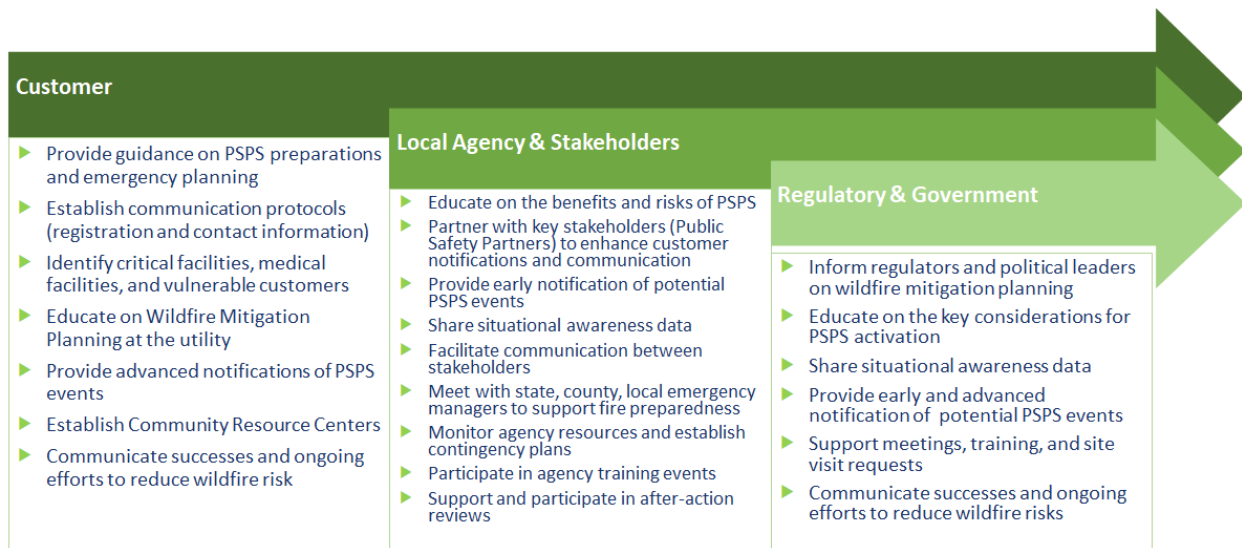 Customer
Provide guidance on PSPS preparations
and emergency planning
Establish communication protocols
(registration and contact information)
Identify critical facilities, medical
facilities, and vulnerable customers
Educate on Wildfire Mitigation
Planning at the utility
Provide advanced notifications of PSPS
events
Establish Community Resource Centers
Communicate successes and ongoing
efforts to reduce wildfire risk
Local Agency & Stakeholders
Educate on the benefits and risks of PSPS
Partner with key stakeholders (Public
Safety Partners) to enhance customer
notifications and communication
Provide early notification of potential
PSPS events
Share situational awareness data
Facilitate communication between
stakeholders
Meet with state, county, local emergency
managers to support fire preparedness
Monitor agency resources and establish
contingency plans
Participate in agency training events
Support and participate in after-action
reviews
Regulatory & Government
Inform regulators and political leaders
on wildfire mitigation planning
Educate on the key considerations for
PSPS activation
Share situational awareness data
Provide early and advanced
notification of potential PSPS events
Support meetings, training, and site
visit requests
Communicate successes and ongoing
efforts to reduce wildfire risks